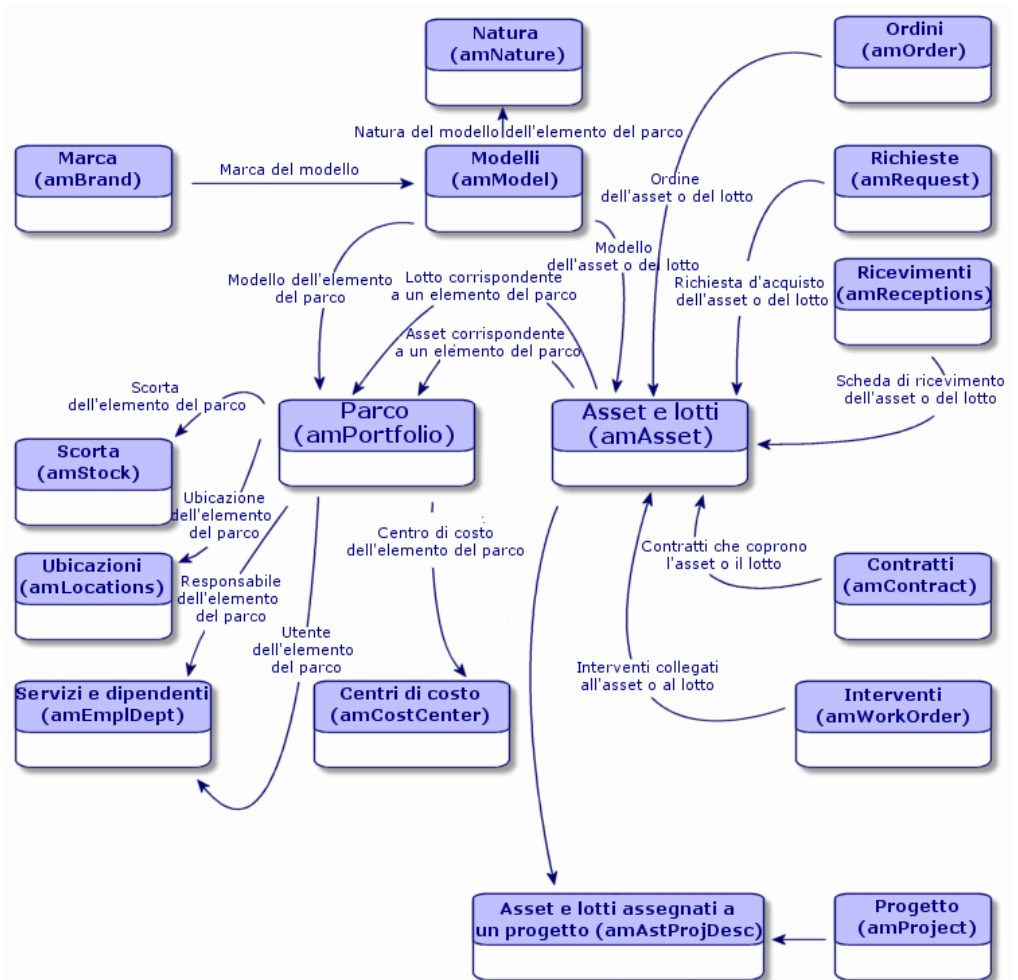 Natura
(amNature)
Ordini
(amOrder)
Natura del modello dell'elemento del parco
Marca
(amBrand)
Marca del modello
Modelli
(amModel)
Ordine
dell'asset o del lotto
Richieste
(amRequest)
Modello dell'elemento
del parco
Lotto corrispondente
a un elemento del parco
Modello
dell'asset o del lotto
Richiesta d'acquisto
dell'asset o del lotto
Ricevimenti
(amReceptions)
Asset corrispondente
a un elemento del parco
Scorta
dell'elemento del parco
Parco
(amPortfolio)
Asset e lotti
(amAsset)
Scheda di ricevimento
dell'asset o del lotto
Scorta
(amStock)
Ubicazione
dell'elemento
del parco
Centro di costo
dell'elemento del parco
Contratti che coprono
l'asset o il lotto
Ubicazioni
(amLocations)
Responsabile
dell'elemento
del parco
Contratti
(amContract)
Utente
dell'elemento
del parco
Interventi collegati
all'asset o al lotto
Servizi e dipendenti
(amEmplDept)
Centri di costo
(amCostCenter)
Interventi
(amWorkOrder)
Asset e lotti assegnati a
un progetto (amAstProjDesc)
Progetto
(amProject)